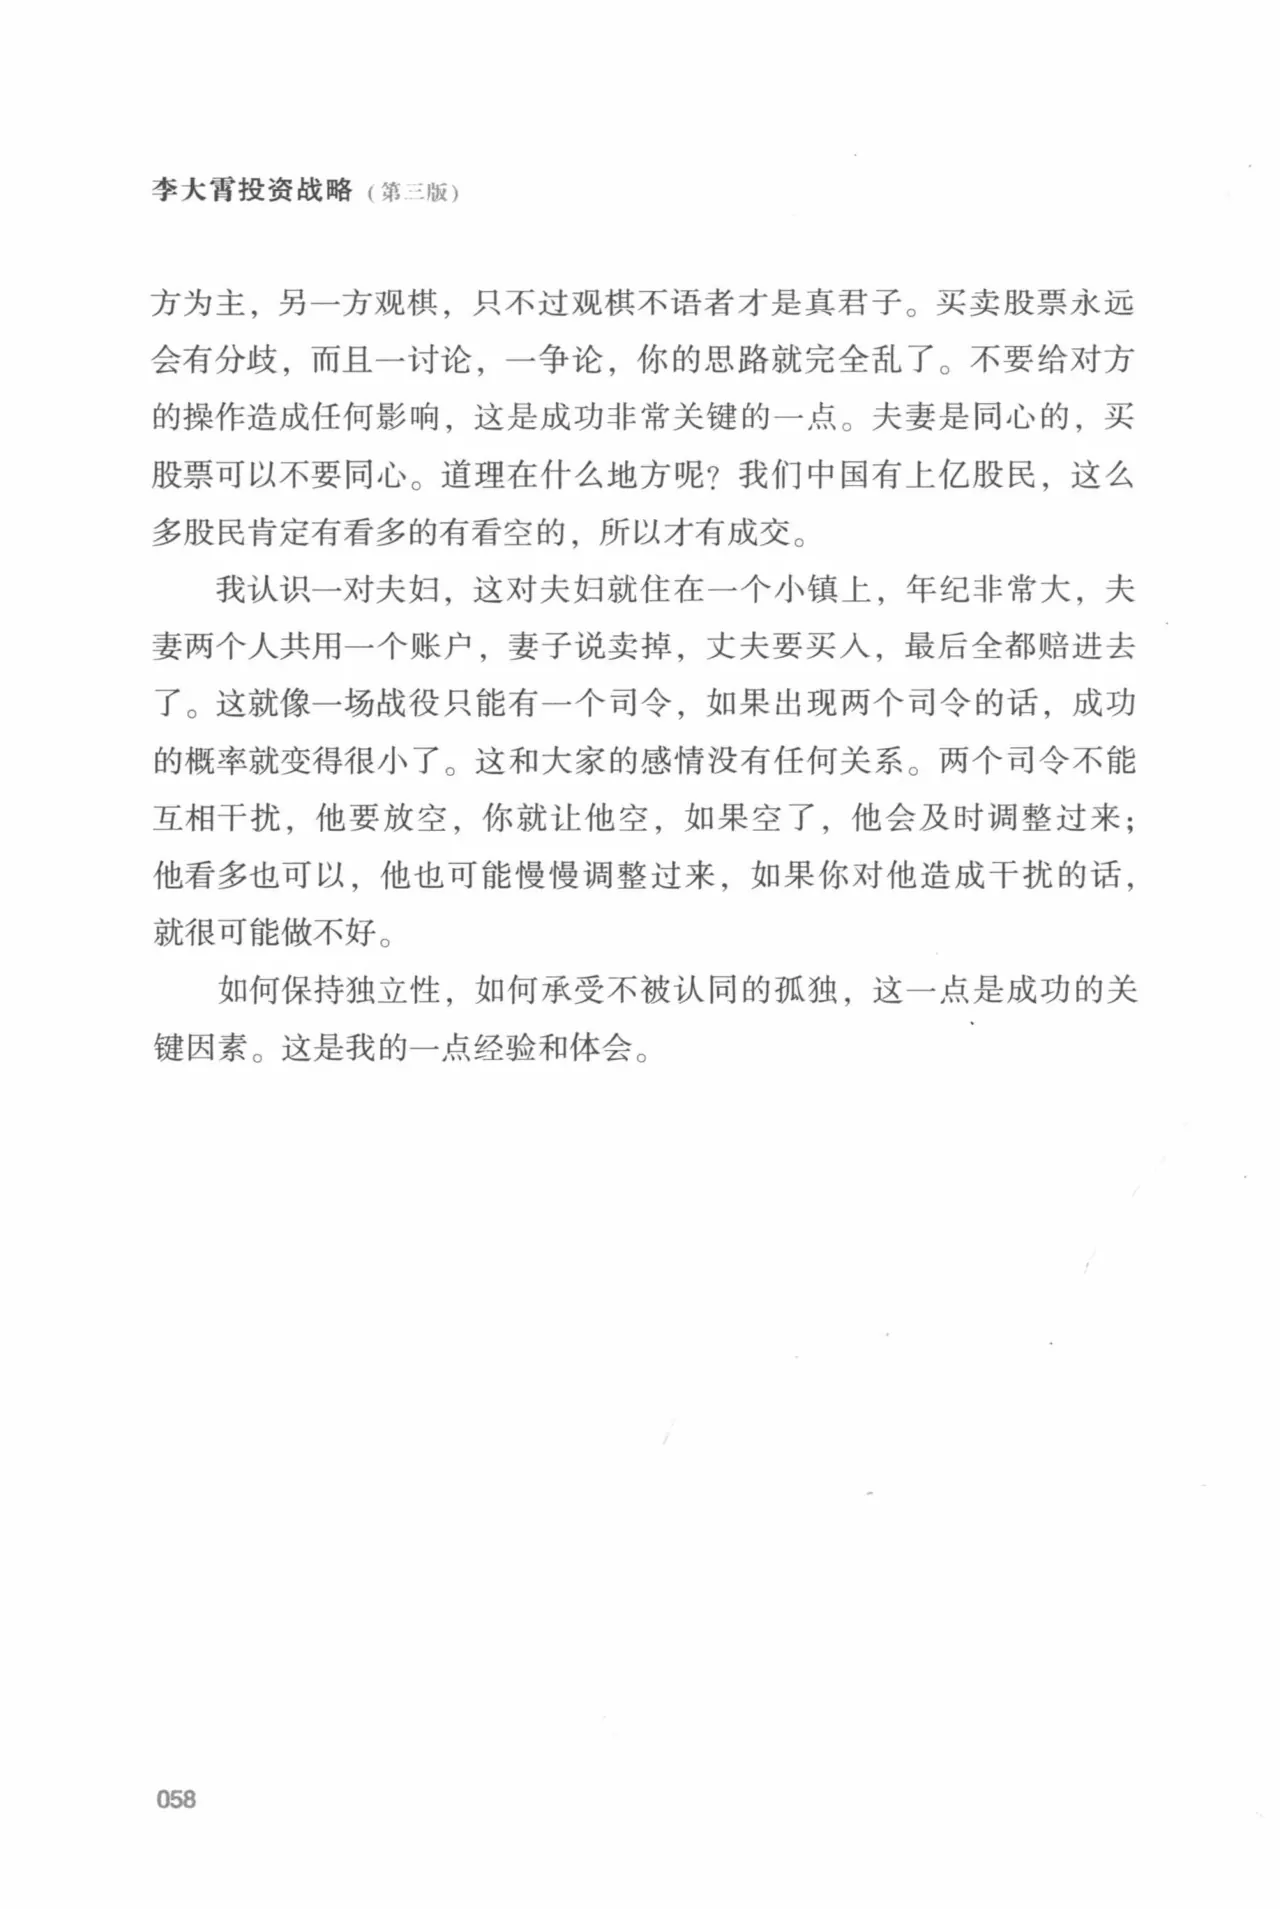 李大霄投资战略（第三版）
方为主，另一方观棋，只不过观棋不语者才是真君子。买卖股票永远
会有分歧，而且一讨论，一争论，你的思路就完全乱了。不要给对方
的操作造成任何影响，这是成功非常关键的一点。夫妻是同心的，买
股票可以不要同心。道理在什么地方呢？我们中国有上亿股民，这么
多股民肯定有看多的有看空的，所以才有成交。
我认识一对夫妇，这对夫妇就住在一个小镇上，年纪非常大，夫
妻两个人共用一个账户，妻子说卖掉，丈夫要买入，最后全都赔进去
了。这就像一场战役只能有一个司令，如果出现两个司令的话，成功
的概率就变得很小了。这和大家的感情没有任何关系。两个司令不能
互相干扰，他要放空，你就让他空，如果空了，他会及时调整过来；
他看多也可以，他也可能慢慢调整过来，如果你对他造成干扰的话，
就很可能做不好。
如何保持独立性，如何承受不被认同的孤独，这一点是成功的关
键因素。这是我的一点经验和体会。
058